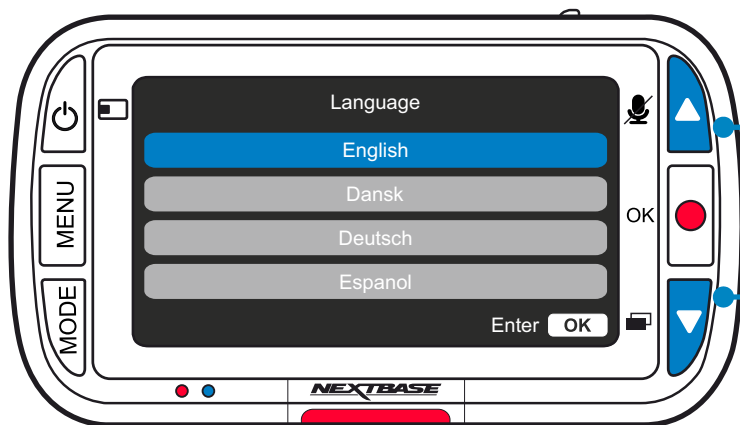 Language
English
Dansk
Deutsch
Espanol
Enter OK
MENU
MODE
OK
NEXTBASE